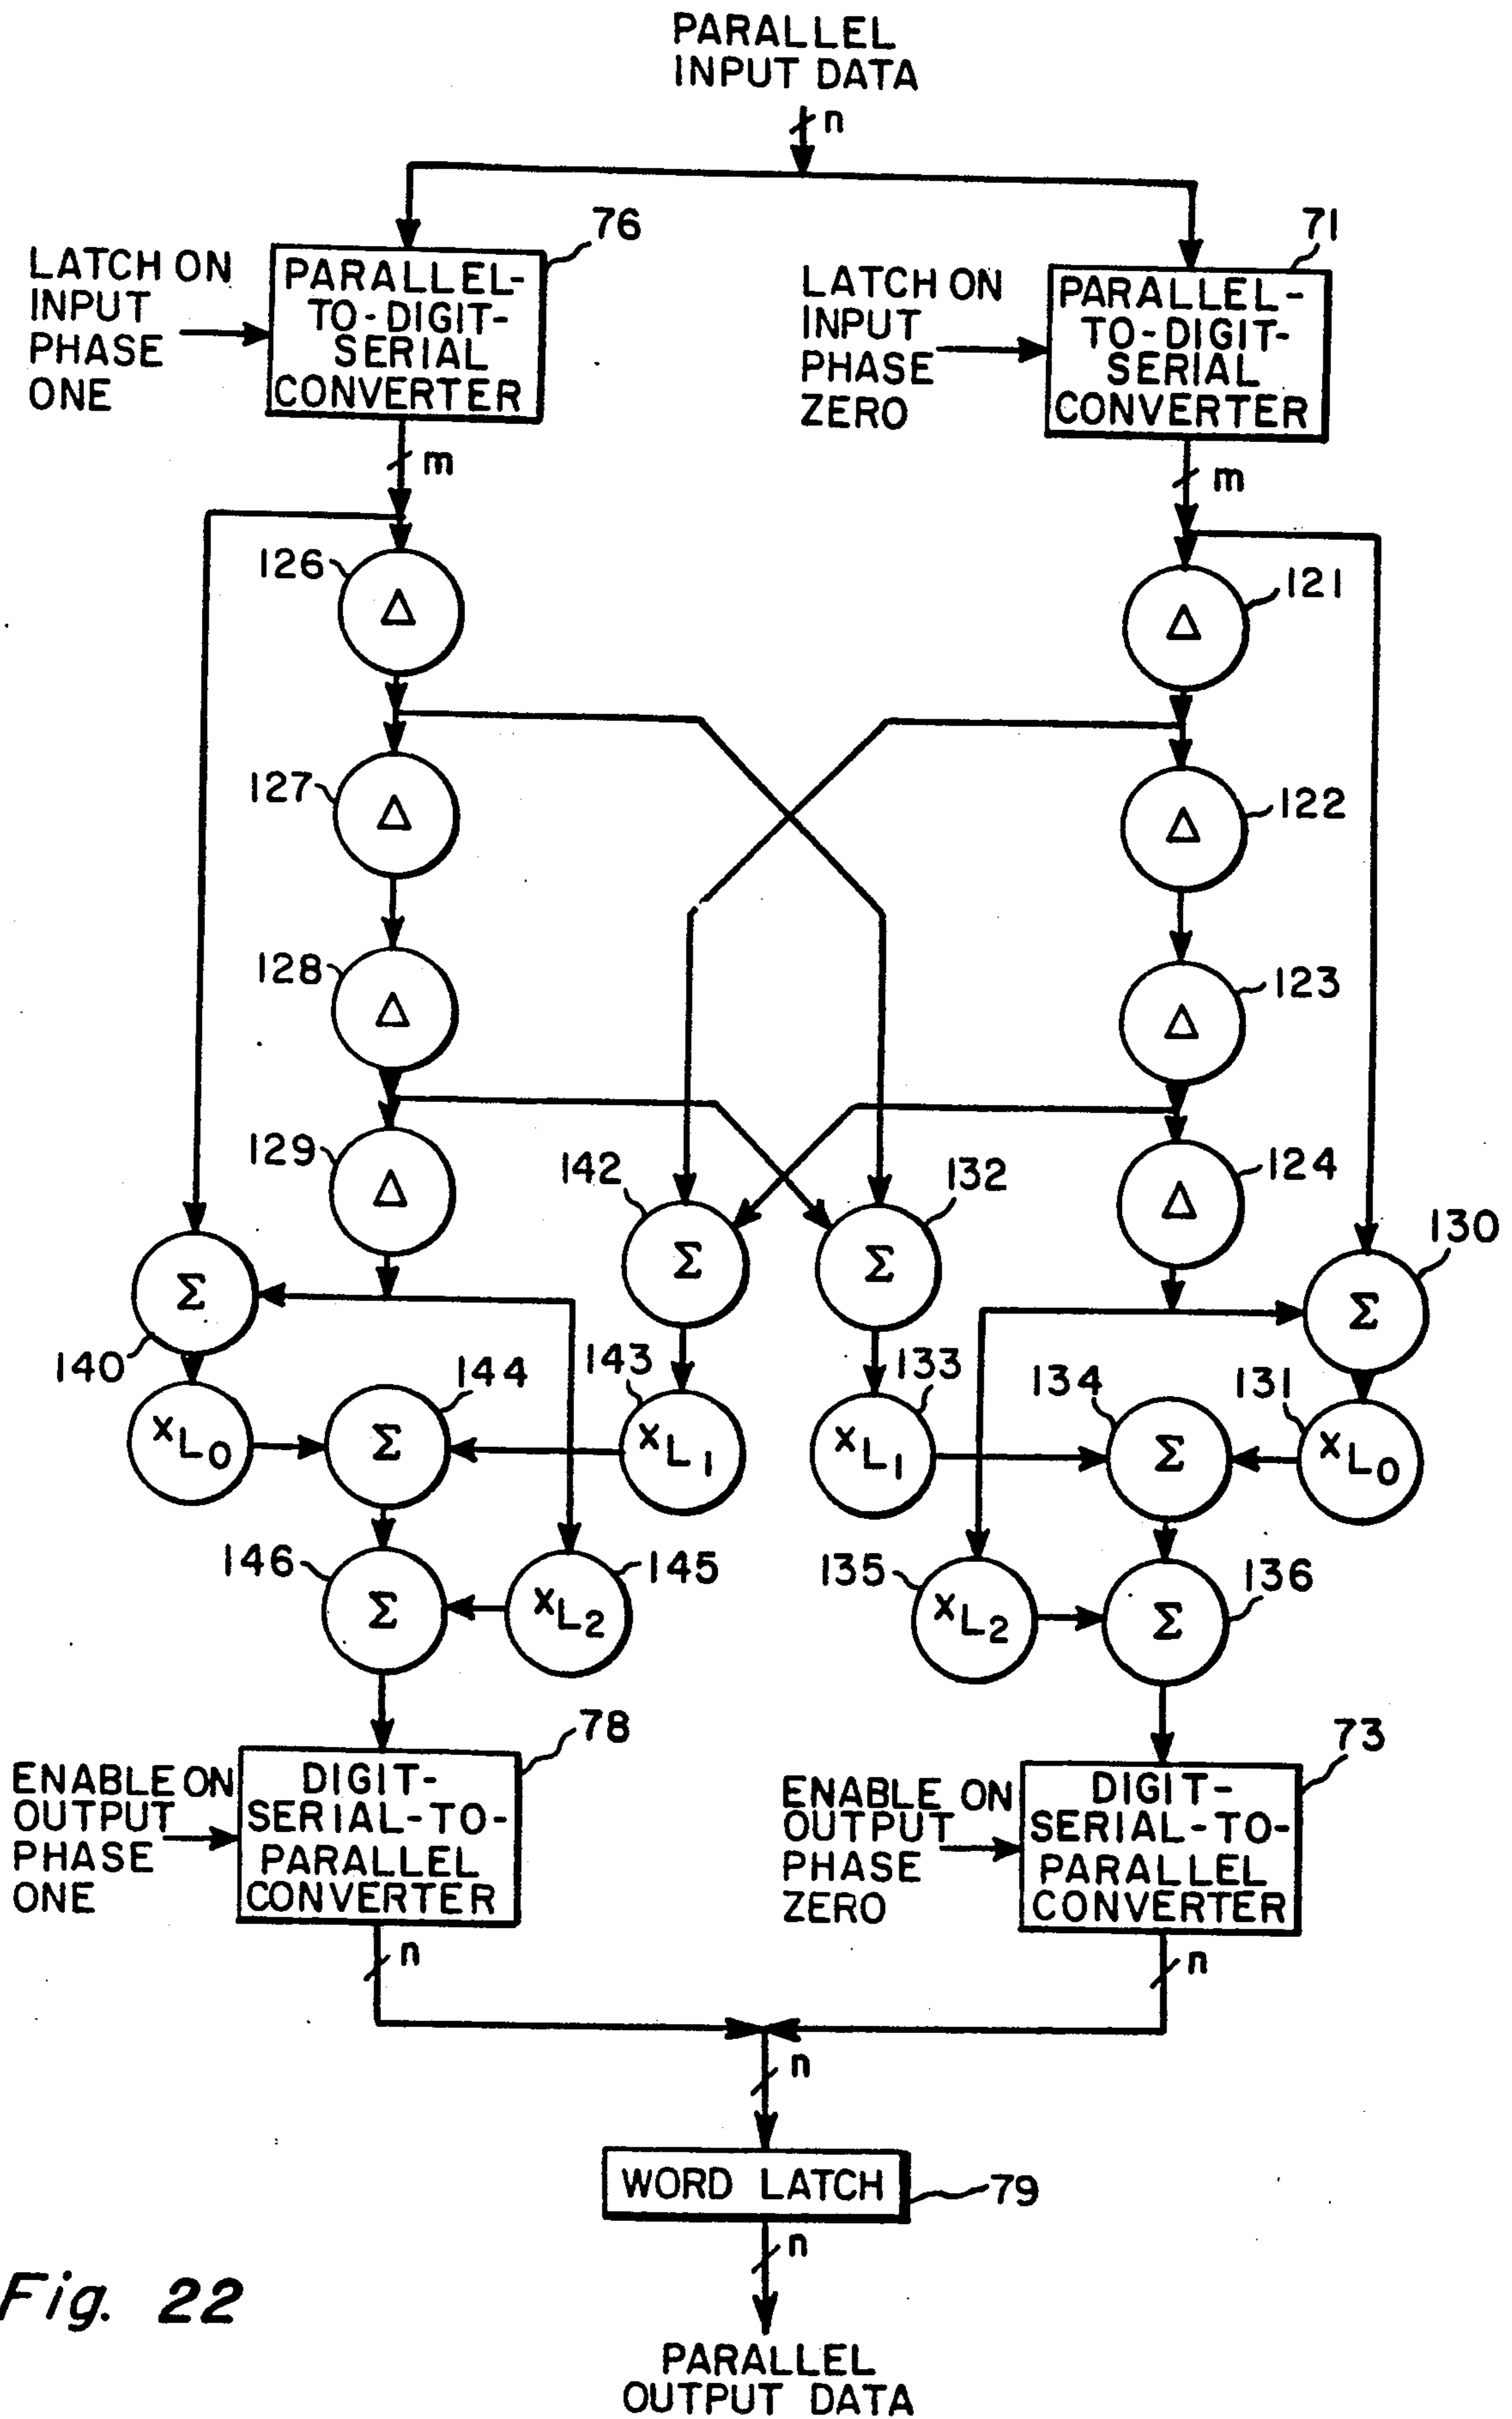 PARALLEL
INPUT DATA
n
76
71
LATCH ON
INPUT
PHASE
ONE
PARALLEL-
TO-DIGIT-
SERIAL
CONVERTER
LATCH ON
INPUT
PHASE
ZERO
PARALLEL-
TO-DIGIT-
SERIAL
CONVERTER
m
m
126
Δ
121
Δ
127
Δ
122
Δ
128
Δ
123
Δ
129
Δ
142
Σ
132
Σ
124
Δ
130
Σ
140
Σ
144
Σ
143
xL1
133
xL1
134
Σ
131
xL0
xL0
146
Σ
145
xL2
135
xL2
136
Σ
78
73
ENABLE ON
OUTPUT
PHASE
ONE
DIGIT-
SERIAL-TO-
PARALLEL
CONVERTER
ENABLE ON
OUTPUT
PHASE
ZERO
DIGIT-
SERIAL-TO-
PARALLEL
CONVERTER
n
n
n
WORD LATCH
79
n
Fig. 22
PARALLEL
OUTPUT DATA